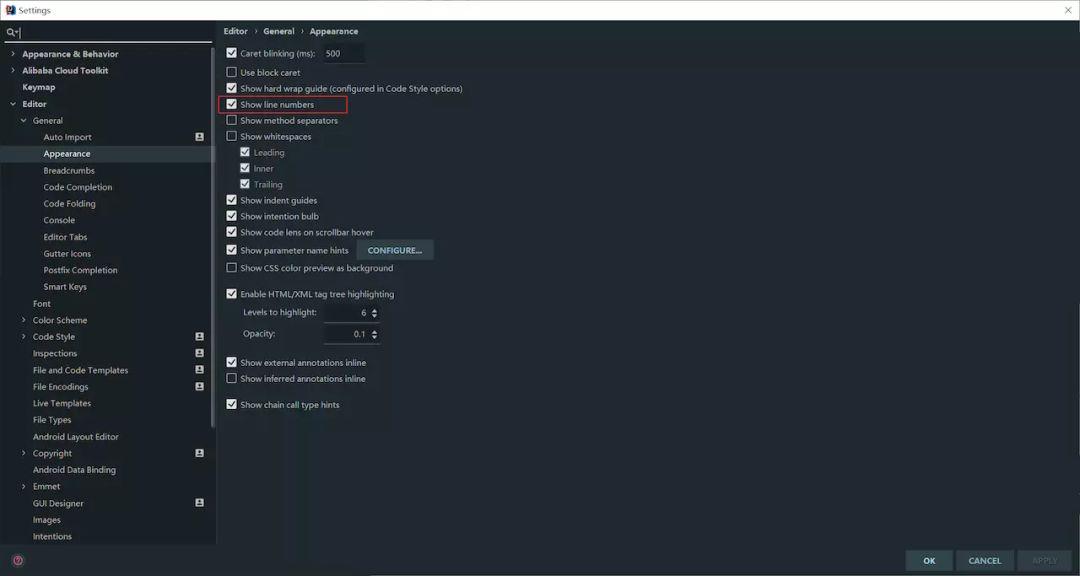 Settings
Appearance & Behavior
Alibaba Cloud Toolkit
Keymap
Editor
General
Auto Import
Appearance
Breadcrumbs
Code Completion
Code Folding
Console
Editor Tabs
Gutter Icons
Postfix Completion
Smart Keys
Font
Color Scheme
Code Style
Inspections
File and Code Templates
File Encodings
Live Templates
File Types
Android Layout Editor
Copyright
Android Data Binding
Emmet
GUI Designer
Images
Intentions
Editor › General › Appearance
Caret blinking (ms): 500
Use block caret
Show hard wrap guide (configured in Code Style options)
Show line numbers
Show method separators
Show whitespaces
Leading
Inner
Trailing
Show indent guides
Show intention bulb
Show code lens on scrollbar hover
Show parameter name hints CONFIGURE...
Show CSS color preview as background
Enable HTML/XML tag tree highlighting
Levels to highlight: 6
Opacity: 0.1
Show external annotations inline
Show inferred annotations inline
Show chain call type hints
? OK CANCEL APPLY